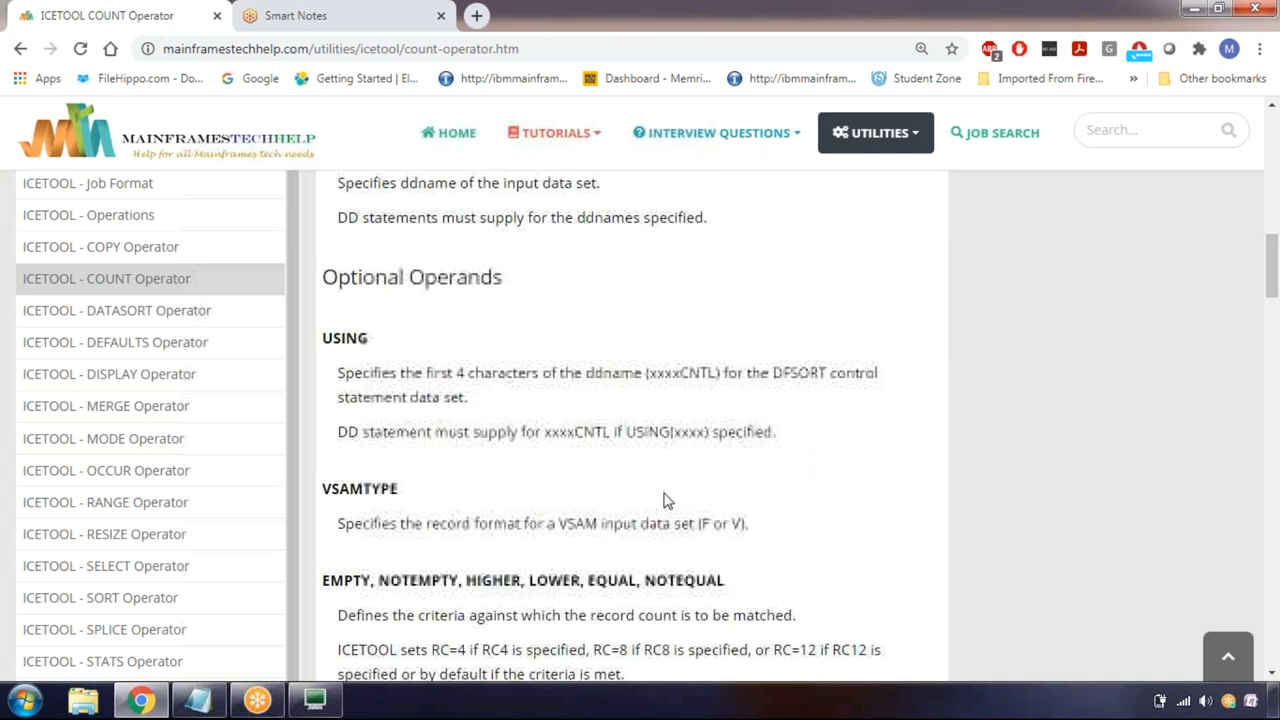 ICETOOL COUNT Operator
Smart Notes
mainframestechhelp.com/utilities/icetool/count-operator.htm
Apps
FileHippo.com - Do...
Google
Getting Started | El...
http://ibmmainfram...
Dashboard - Memri...
http://ibmmainfram...
Student Zone
Imported From Fire...
»
Other bookmarks
MAINFRAMESTECHHELP
Help for all Mainframes tech needs
HOME
TUTORIALS
INTERVIEW QUESTIONS
UTILITIES
JOB SEARCH
Search...
ICETOOL - Job Format
ICETOOL - Operations
ICETOOL - COPY Operator
ICETOOL - COUNT Operator
ICETOOL - DATASORT Operator
ICETOOL - DEFAULTS Operator
ICETOOL - DISPLAY Operator
ICETOOL - MERGE Operator
ICETOOL - MODE Operator
ICETOOL - OCCUR Operator
ICETOOL - RANGE Operator
ICETOOL - RESIZE Operator
ICETOOL - SELECT Operator
ICETOOL - SORT Operator
ICETOOL - SPLICE Operator
ICETOOL - STATS Operator
Specifies ddname of the input data set.
DD statements must supply for the ddnames specified.
Optional Operands
USING
Specifies the first 4 characters of the ddname (xxxxCNTL) for the DFSORT control
statement data set.
DD statement must supply for xxxxCNTL if USING(xxxx) specified.
VSAMTYPE
Specifies the record format for a VSAM input data set (F or V).
EMPTY, NOTEMPTY, HIGHER, LOWER, EQUAL, NOTEQUAL
Defines the criteria against which the record count is to be matched.
ICETOOL sets RC=4 if RC4 is specified, RC=8 if RC8 is specified, or RC=12 if RC12 is
specified or by default if the criteria is met.